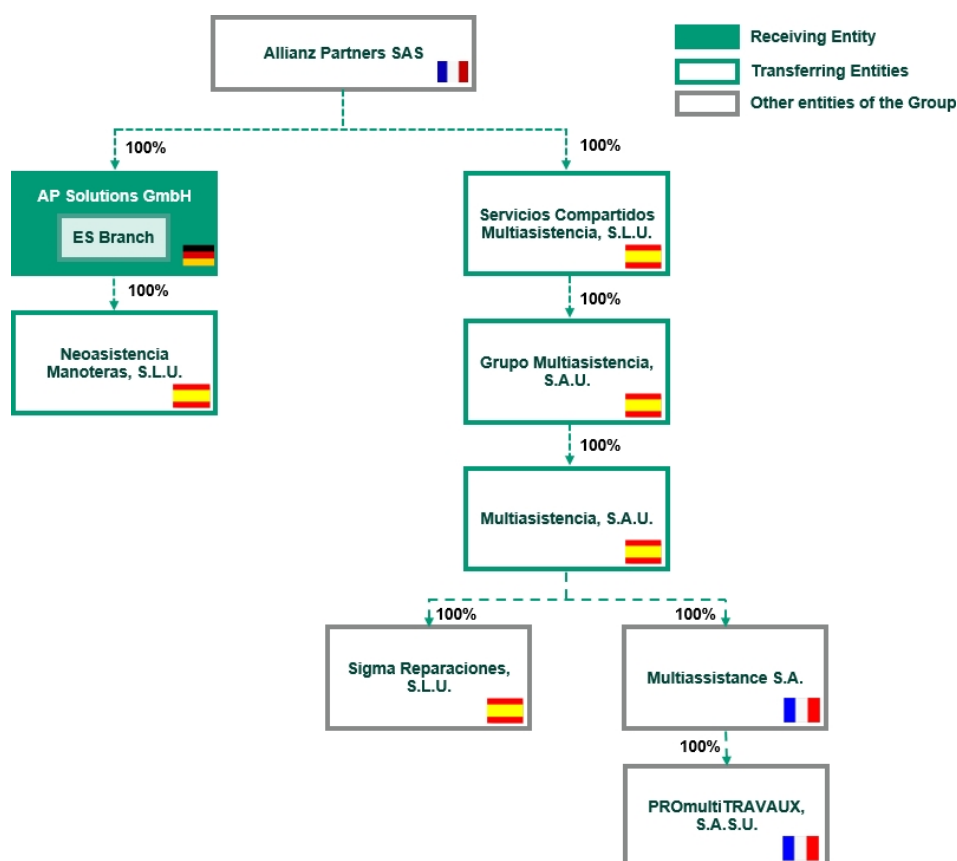 Allianz Partners SAS
Receiving Entity
Transferring Entities
Other entities of the Group
100%
100%
AP Solutions GmbH
ES Branch
Servicios Compartidos
Multiasistencia, S.L.U.
100%
100%
Neoasistencia
Manoteras, S.L.U.
Grupo Multiasistencia,
S.A.U.
100%
Multiasistencia, S.A.U.
100%
100%
Sigma Reparaciones,
S.L.U.
Multiassistance S.A.
100%
PROmultiTRAVAUX,
S.A.S.U.